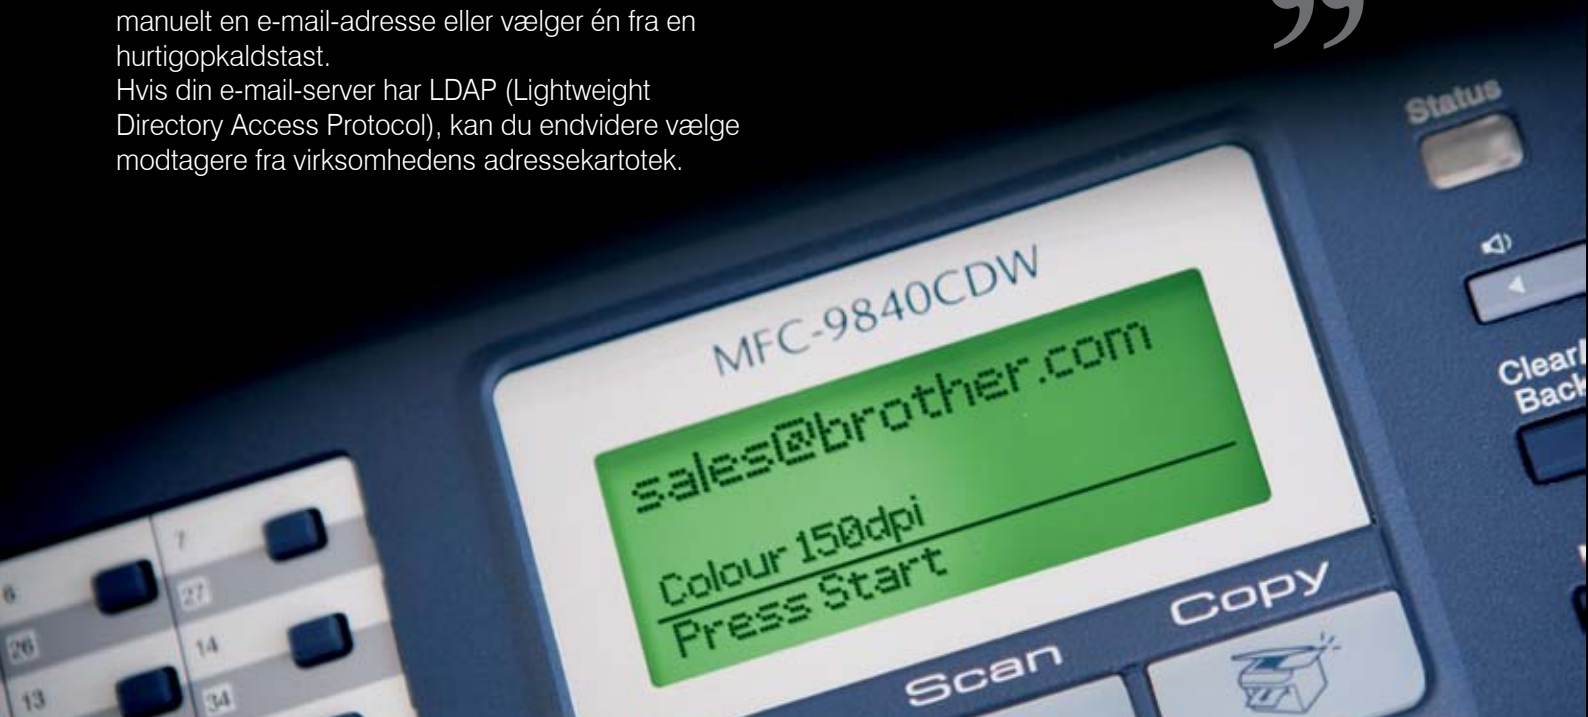 manuelt en e-mail-adresse eller vælger én fra en
hurtigopkaldstast.
Hvis din e-mail-server har LDAP (Lightweight
Directory Access Protocol), kan du endvidere vælge
modtagere fra virksomhedens adressekartotek.
”
Status
MFC-9840CDW
sales@brother.com
Colour 150dpi
Press Start
Clear/
Back
Copy
Scan
6
7
26
27
13
14
34